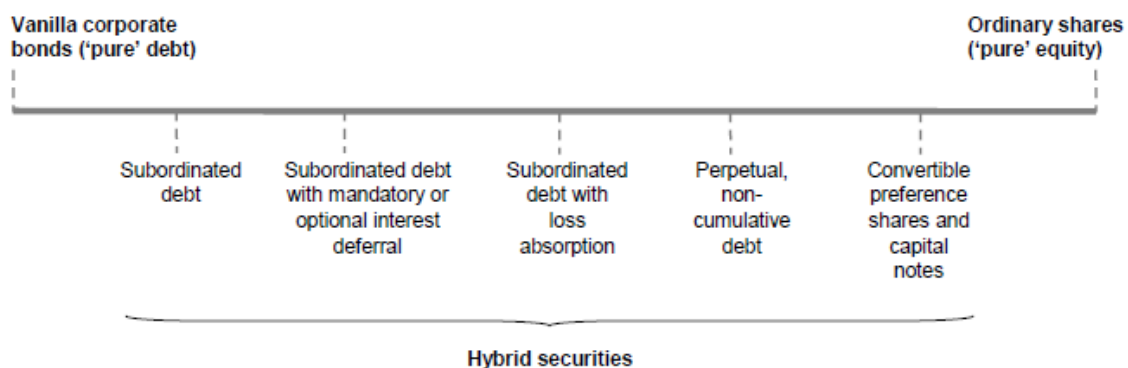 Vanilla corporate
bonds (‘pure’ debt)
Ordinary shares
(‘pure’ equity)
Subordinated
debt
Subordinated debt
with mandatory or
optional interest
deferral
Subordinated
debt with
loss
absorption
Perpetual,
non-
cumulative
debt
Convertible
preference
shares and
capital
notes
Hybrid securities